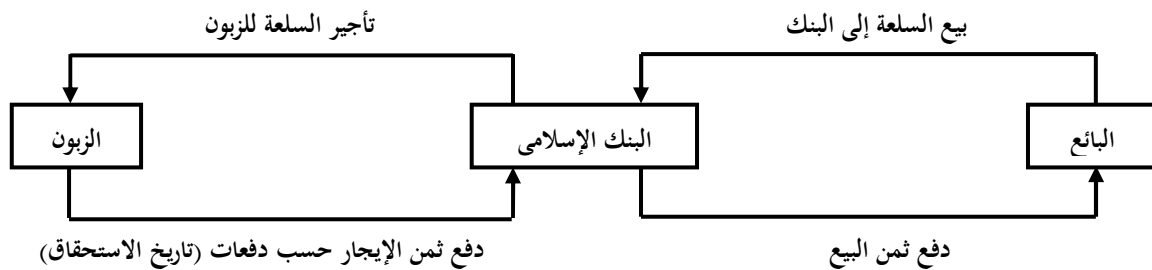 بيع السلعة إلى البنك
تأجير السلعة للزبون
البائع
البنك الإسلامى
الزبون
دفع ثمن البيع
دفع ثمن الإيجار حسب دفعات (تاريخ الاستحقاق)